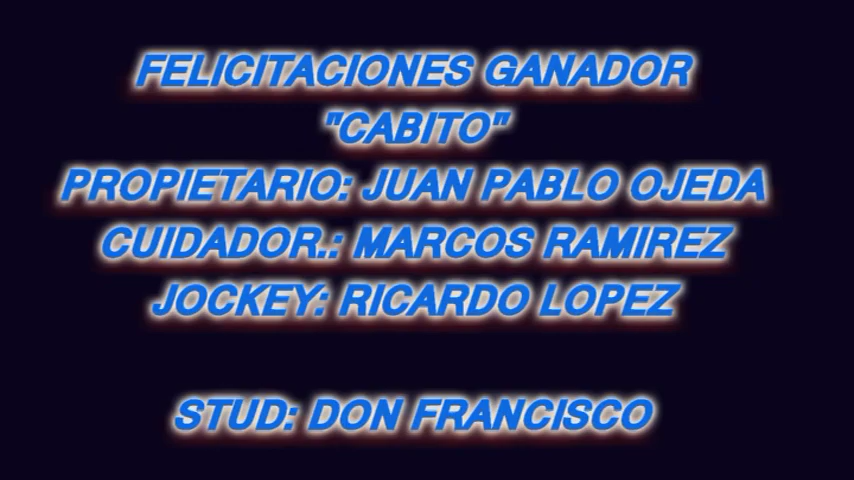 FELICITACIONES GANADOR
"CABITO"
PROPIETARIO: JUAN PABLO OJEDA
CUIDADOR.: MARCOS RAMIREZ
JOCKEY: RICARDO LOPEZ
STUD: DON FRANCISCO